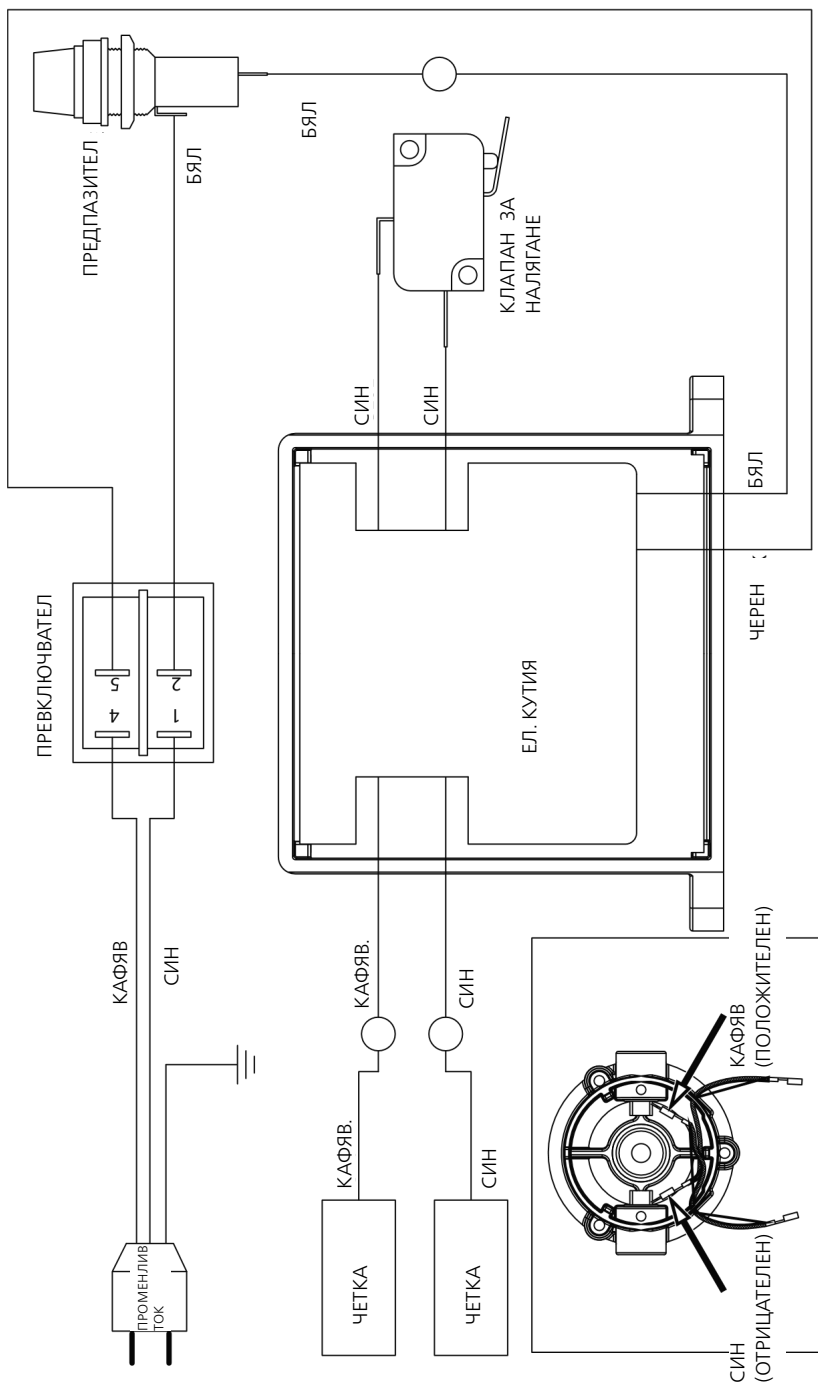 ПРЕВКЛЮЧВАТЕЛ
ПРЕДПАЗИТЕЛ
КАФЯВ
4 5
ПРОМЕНЛИВ
ТОК
СИН
1 2
БЯЛ
БЯЛ
КАФЯВ.
КАФЯВ.
СИН
ЧЕТКА
СИН
СИН
СИН
ЧЕТКА
КЛАПАН ЗА
НАЛЯГАНЕ
ЕЛ. КУТИЯ
БЯЛ
ЧЕРЕН
СИН
(ОТРИЦАТЕЛЕН)
КАФЯВ
(ПОЛОЖИТЕЛЕН)